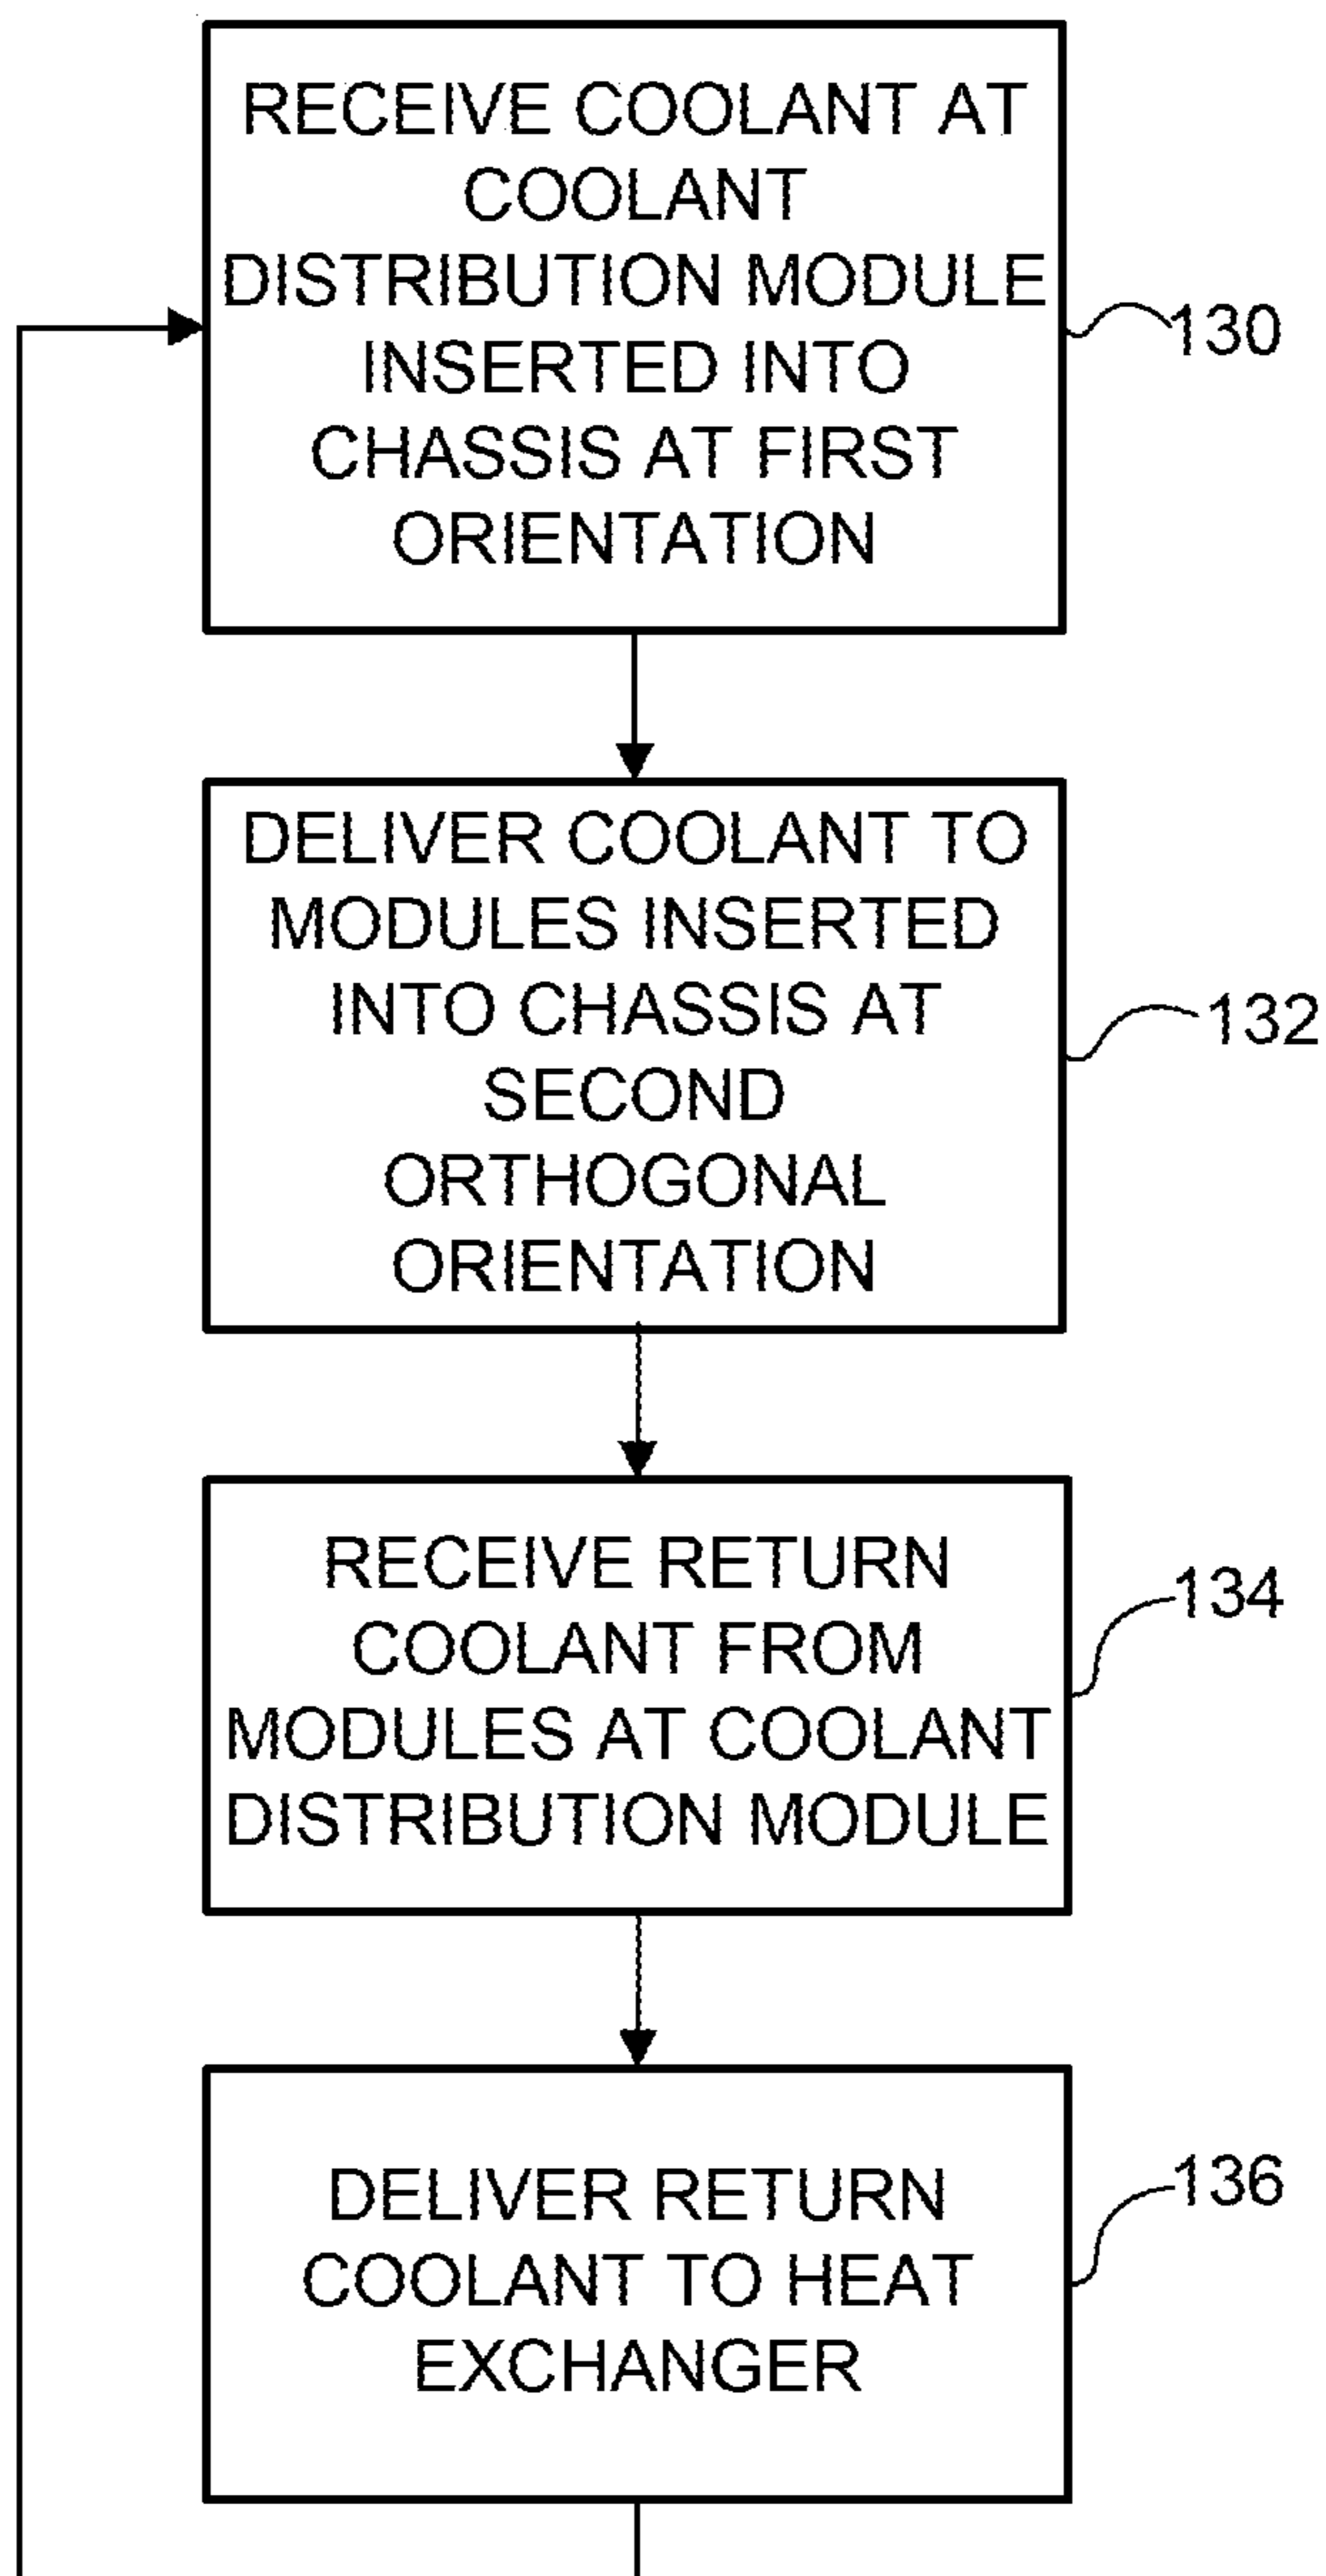 RECEIVE COOLANT AT
COOLANT
DISTRIBUTION MODULE
INSERTED INTO
CHASSIS AT FIRST
ORIENTATION
130
DELIVER COOLANT TO
MODULES INSERTED
INTO CHASSIS AT
SECOND
ORTHOGONAL
ORIENTATION
132
RECEIVE RETURN
COOLANT FROM
MODULES AT COOLANT
DISTRIBUTION MODULE
134
DELIVER RETURN
COOLANT TO HEAT
EXCHANGER
136